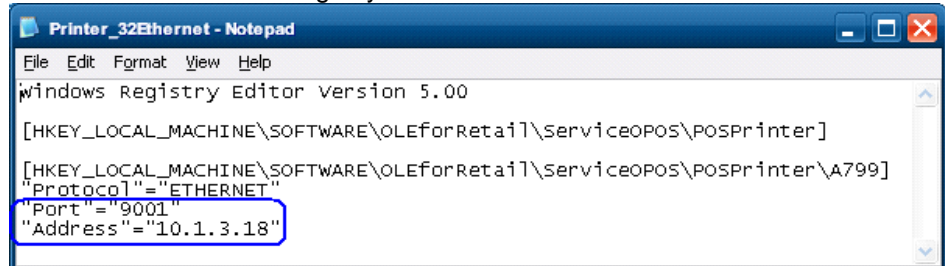 Printer_32Ethernet - Notepad
File Edit Format View Help
Windows Registry Editor Version 5.00
[HKEY_LOCAL_MACHINE\SOFTWARE\OLEforRetail\ServiceOPOS\POSPrinter]
[HKEY_LOCAL_MACHINE\SOFTWARE\OLEforRetail\ServiceOPOS\POSPrinter\A799]
"Protocol"="ETHERNET"
"Port"="9001"
"Address"="10.1.3.18"